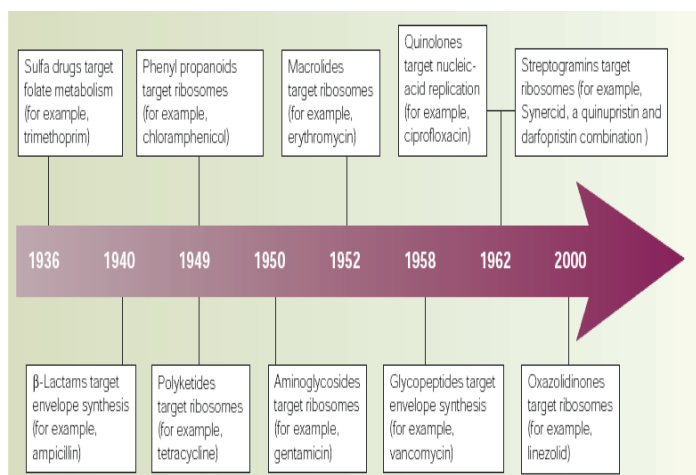 Sulfa drugs target
folate metabolism
(for example,
trimethoprim)
Phenyl propanoids
target ribosomes
(for example,
chloramphenicol)
Macrolides
target ribosomes
(for example,
erythromycin)
Quinolones
target nucleic-
acid replication
(for example,
ciprofloxacin)
Streptogramins target
ribosomes (for example,
Synercid, a quinupristin and
darfopristin combination )
1936 1940 1949 1950 1952 1958 1962 2000
β-Lactams target
envelope synthesis
(for example,
ampicillin)
Polyketides
target ribosomes
(for example,
tetracycline)
Aminoglycosides
target ribosomes
(for example,
gentamicin)
Glycopeptides target
envelope synthesis
(for example,
vancomycin)
Oxazolidinones
target ribosomes
(for example,
linezolid)